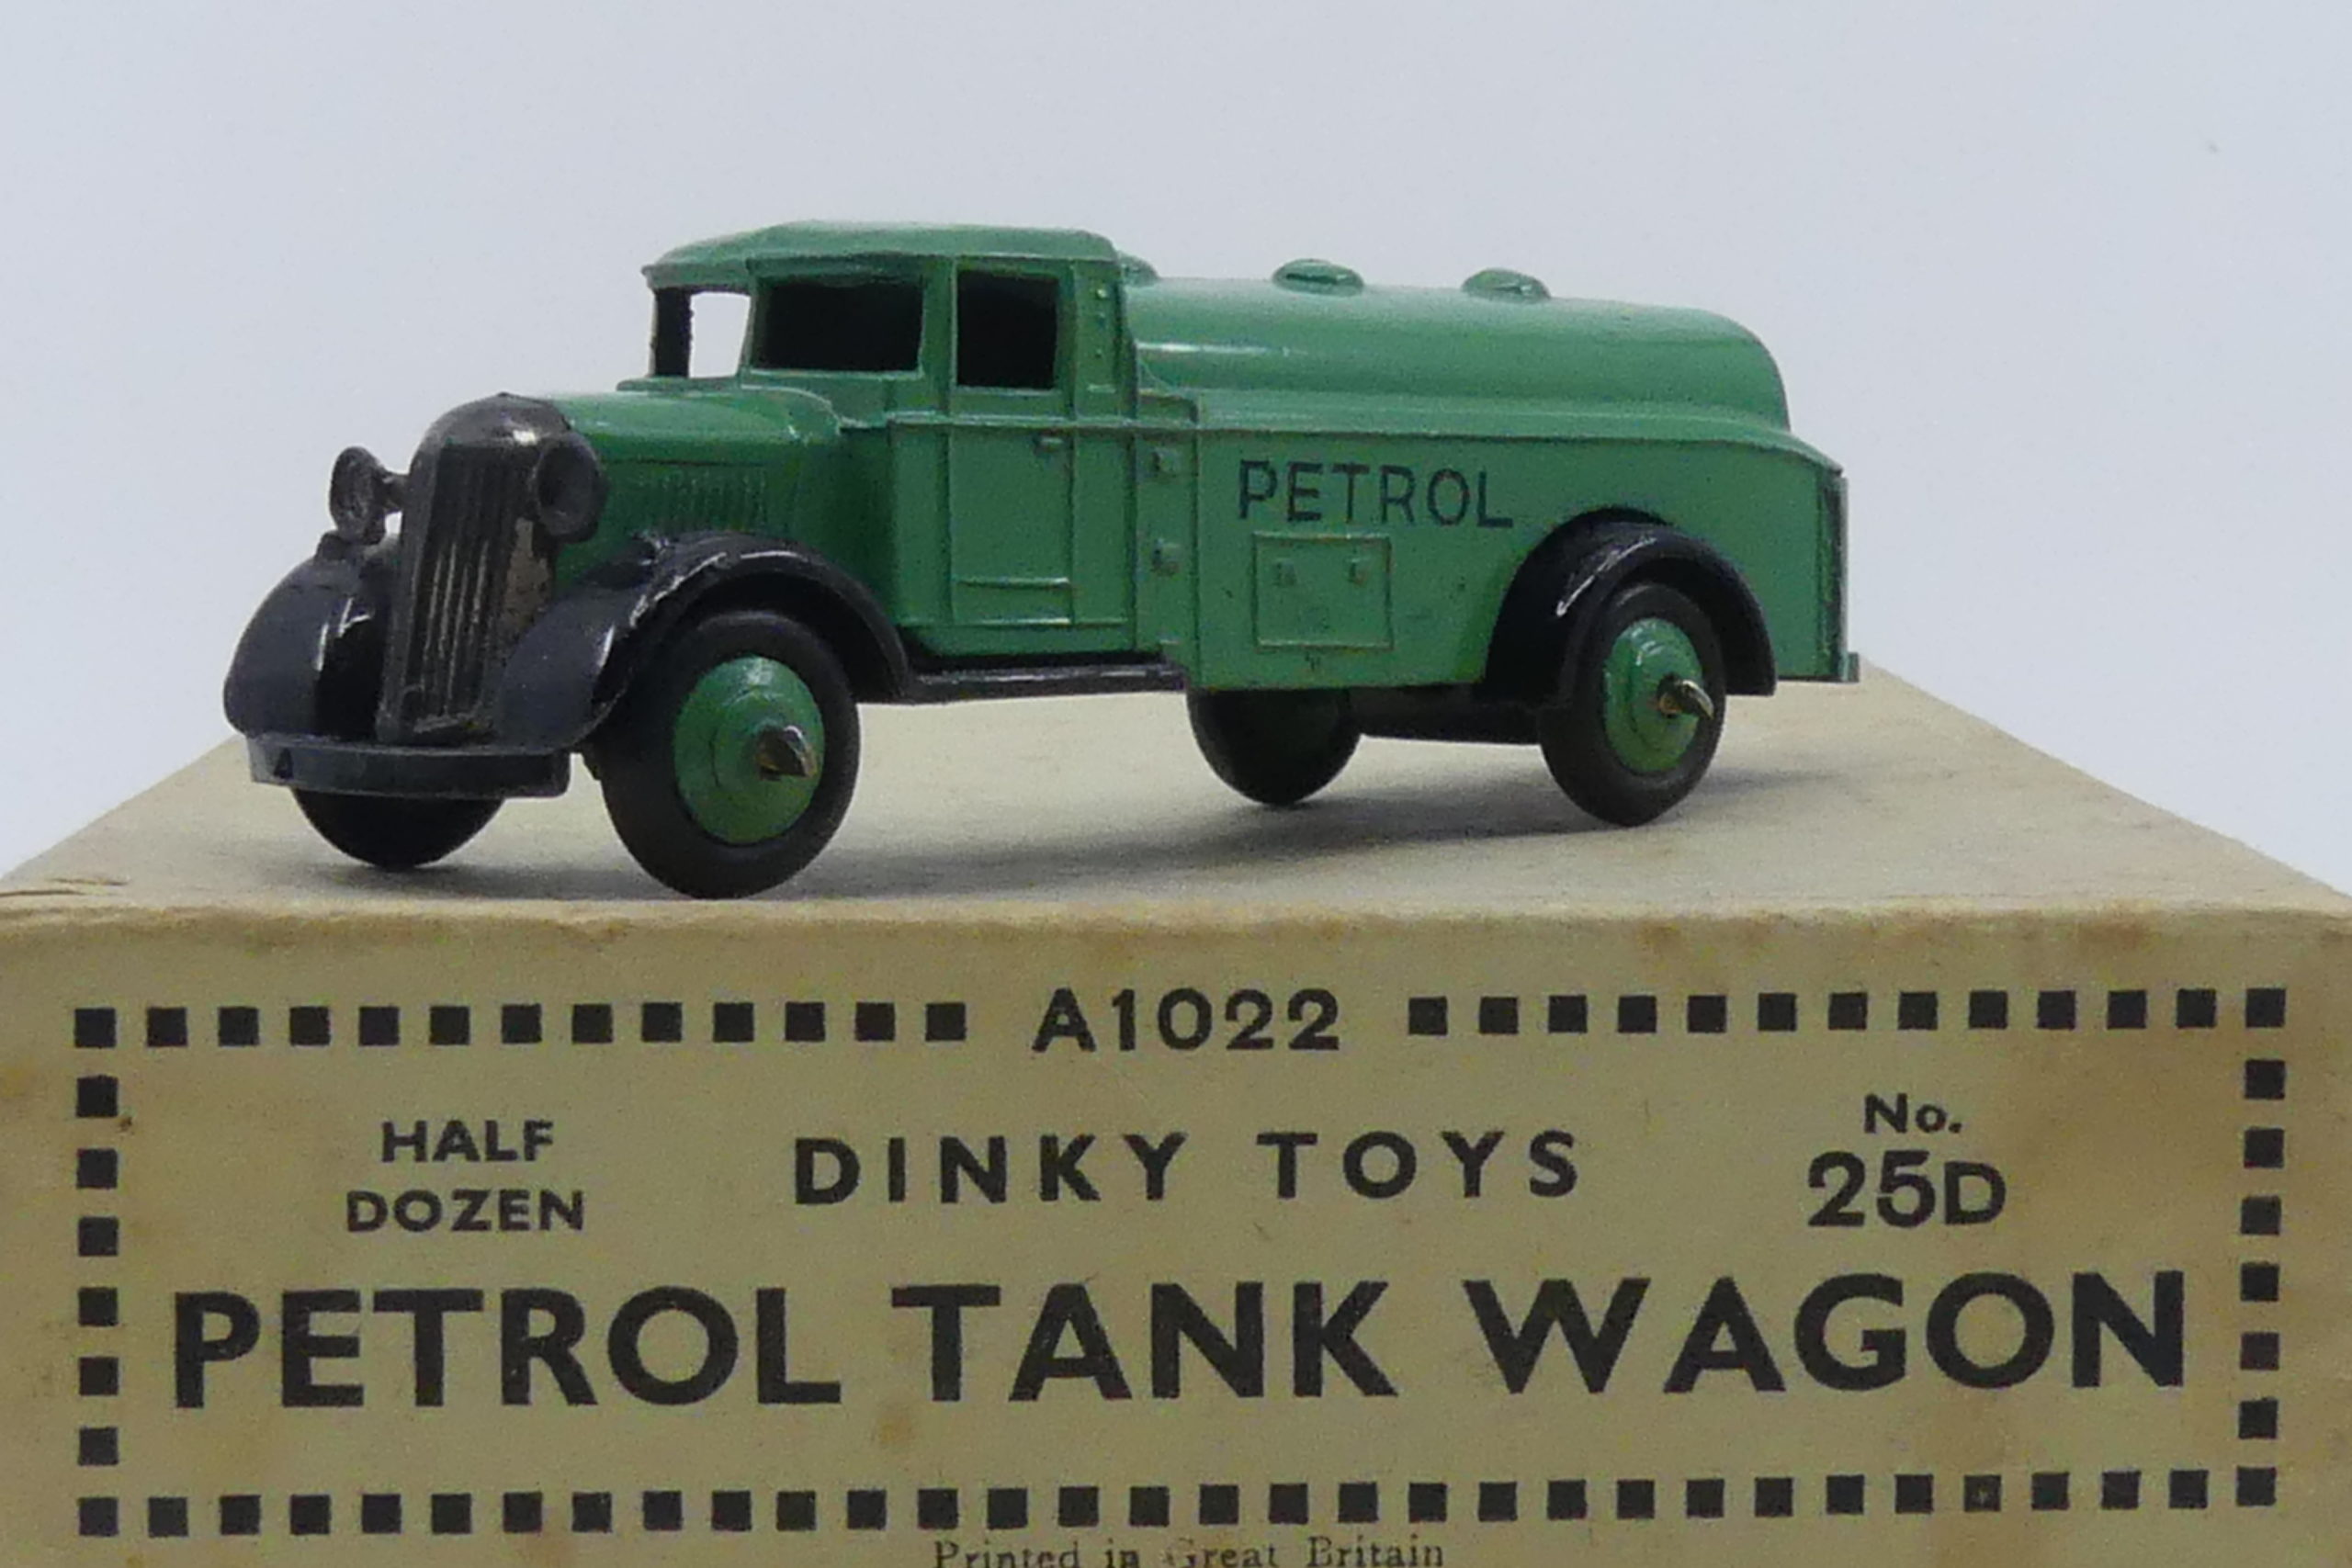 PETROL
A1022
HALF
DOZEN
DINKY TOYS
No.
25D
PETROL TANK WAGON
Printed in Great Britain